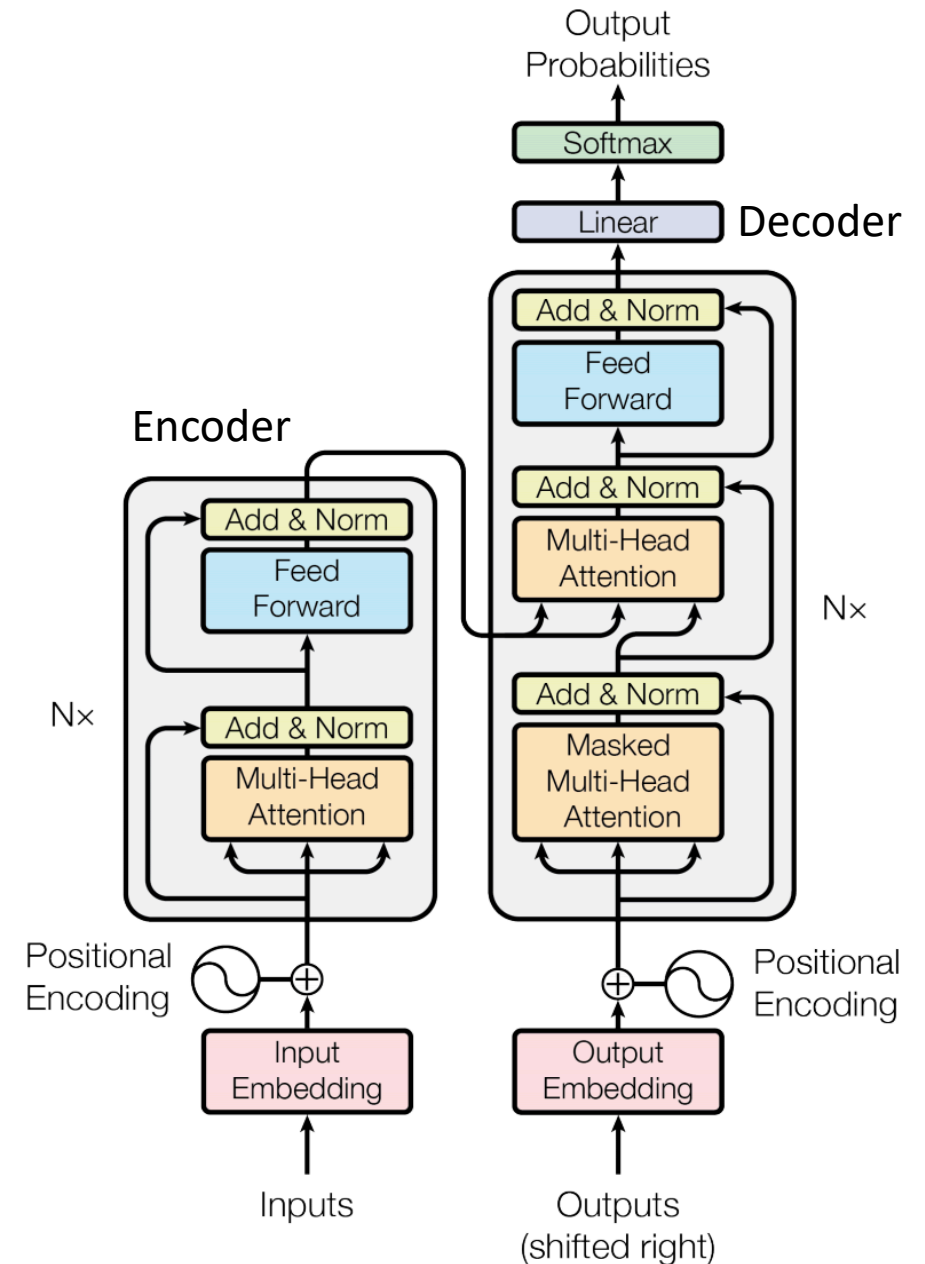 Output
Probabilities
Softmax
Linear
Decoder
Add & Norm
Feed
Forward
Add & Norm
Multi-Head
Attention
Nx
Add & Norm
Masked
Multi-Head
Attention
Encoder
Add & Norm
Feed
Forward
Nx
Add & Norm
Multi-Head
Attention
Positional
Encoding
Positional
Encoding
Input
Embedding
Output
Embedding
Inputs
Outputs
(shifted right)